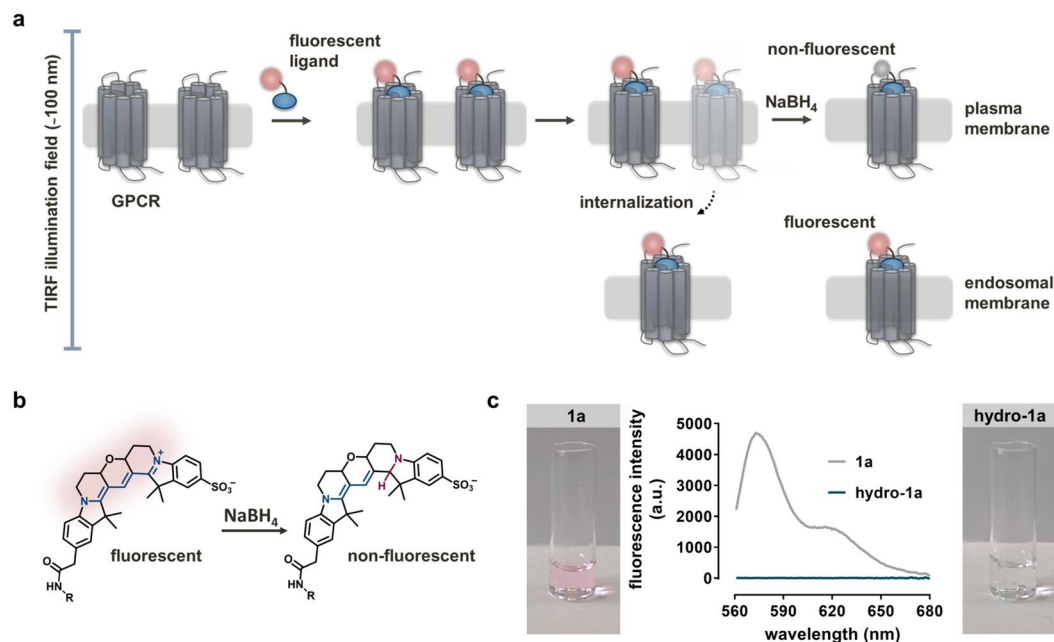 a
TIRF illumination field (~100 nm)
fluorescent
ligand
GPCR
internalization
non-fluorescent
NaBH4
plasma
membrane
fluorescent
endosomal
membrane
b
O
N
+
N
SO3-
O
HN
R
fluorescent
NaBH4
O
N
H
N
SO3-
O
HN
R
non-fluorescent
c
1a
fluorescence intensity
(a.u.)
5000
4000
3000
2000
1000
0
560
590
620
650
680
wavelength (nm)
1a
hydro-1a
hydro-1a